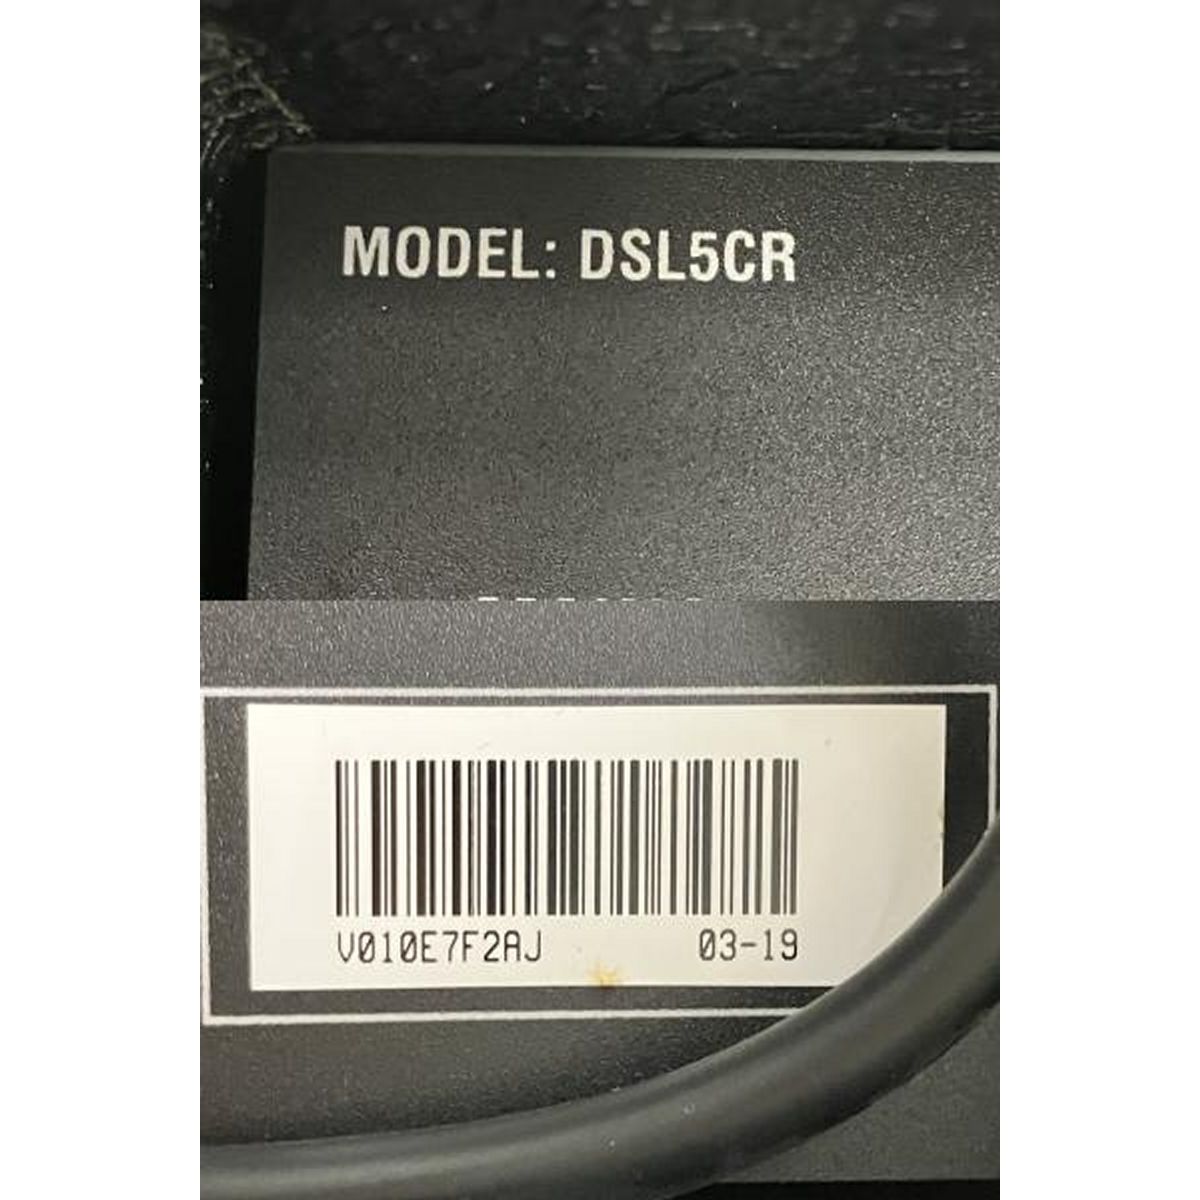 MODEL: DSL5CR
V010E7F2AJ 03-19